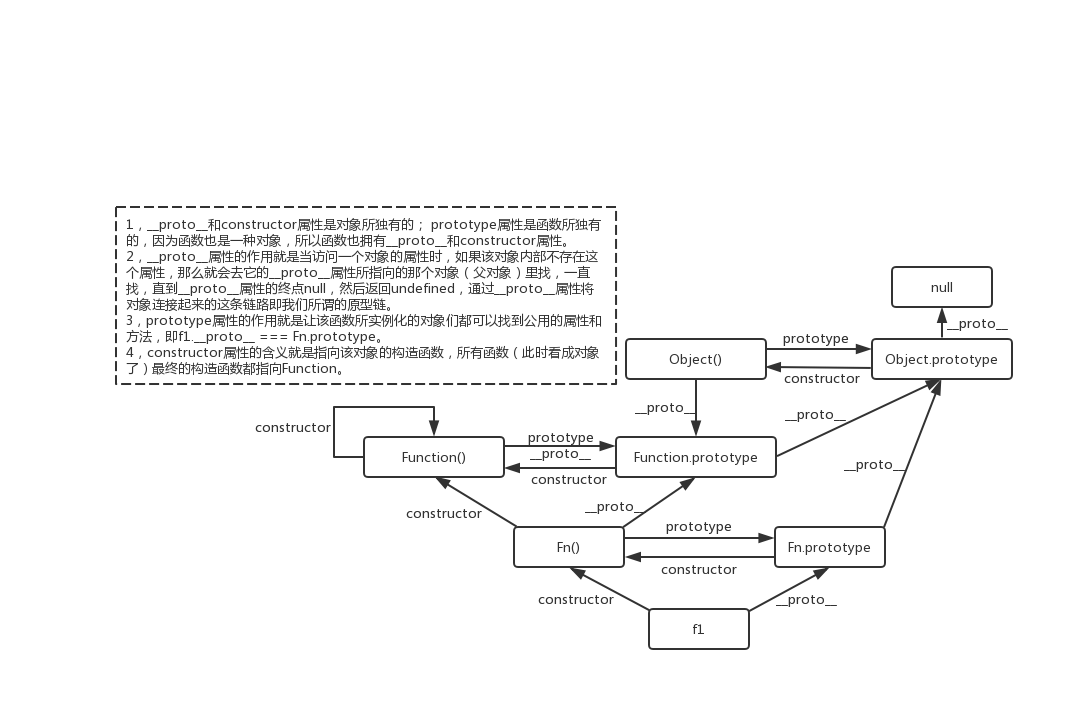 1，__proto__和constructor属性是对象所独有的； prototype属性是函数所独有
的，因为函数也是一种对象，所以函数也拥有__proto__和constructor属性。
2，__proto__属性的作用就是当访问一个对象的属性时，如果该对象内部不存在这
个属性，那么就会去它的__proto__属性所指向的那个对象（父对象）里找，一直
找，直到__proto__属性的终点null，然后返回undefined，通过__proto__属性将
对象连接起来的这条链路即我们所谓的原型链。
3，prototype属性的作用就是让该函数所实例化的对象们都可以找到公用的属性和
方法，即f1.__proto__ === Fn.prototype。
4，constructor属性的含义就是指向该对象的构造函数，所有函数（此时看成对象
了）最终的构造函数都指向Function。
null
__proto__
prototype
Object()
Object.prototype
constructor
__proto__
__proto__
constructor
prototype
__proto__
Function()
Function.prototype
__proto__
constructor
__proto__
constructor
prototype
Fn()
Fn.prototype
constructor
constructor
__proto__
f1